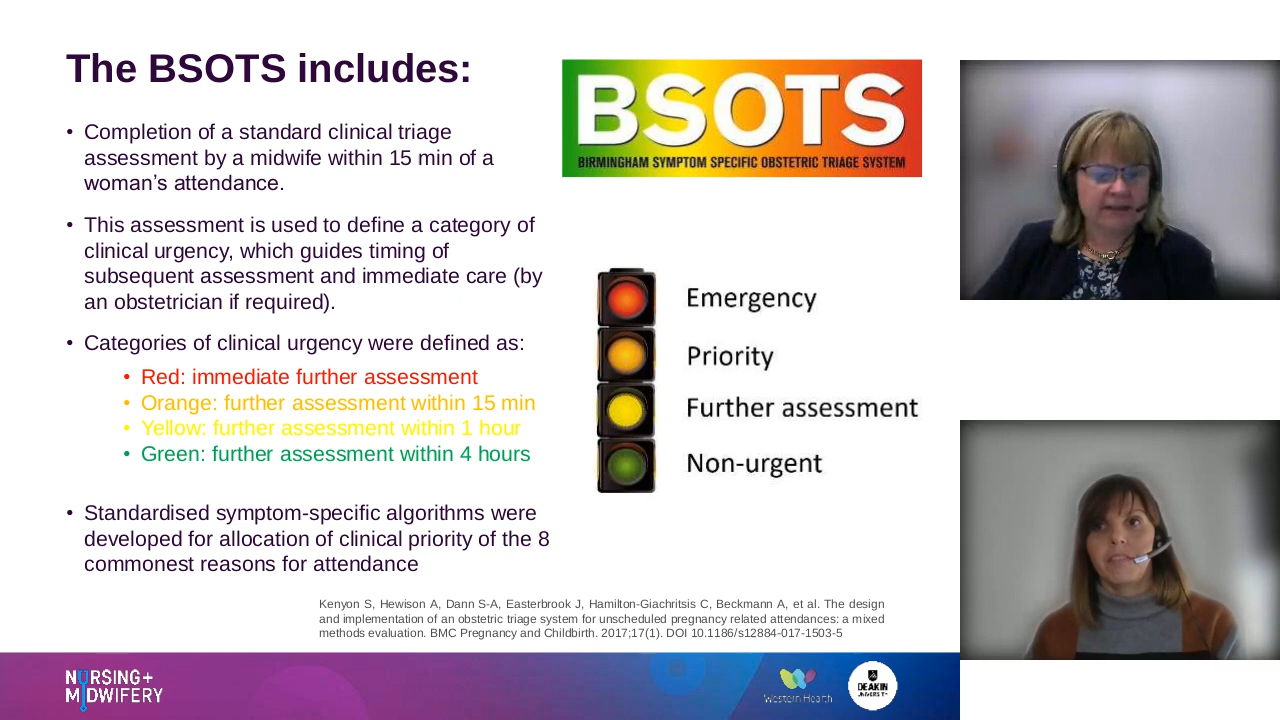 The BSOTS includes:
• Completion of a standard clinical triage
assessment by a midwife within 15 min of a
woman’s attendance.
• This assessment is used to define a category of
clinical urgency, which guides timing of
subsequent assessment and immediate care (by
an obstetrician if required).
• Categories of clinical urgency were defined as:
• Red: immediate further assessment
• Orange: further assessment within 15 min
• Yellow: further assessment within 1 hour
• Green: further assessment within 4 hours
• Standardised symptom-specific algorithms were
developed for allocation of clinical priority of the 8
commonest reasons for attendance
BSOTS
BIRMINGHAM SYMPTOM SPECIFIC OBSTETRIC TRIAGE SYSTEM
Emergency
Priority
Further assessment
Non-urgent
Kenyon S, Hewison A, Dann S-A, Easterbrook J, Hamilton-Giachritsis C, Beckmann A, et al. The design
and implementation of an obstetric triage system for unscheduled pregnancy related attendances: a mixed
methods evaluation. BMC Pregnancy and Childbirth. 2017;17(1). DOI 10.1186/s12884-017-1503-5
NURSING+
MIDWIFERY
Western Health
DEAKIN
UNIVERSITY